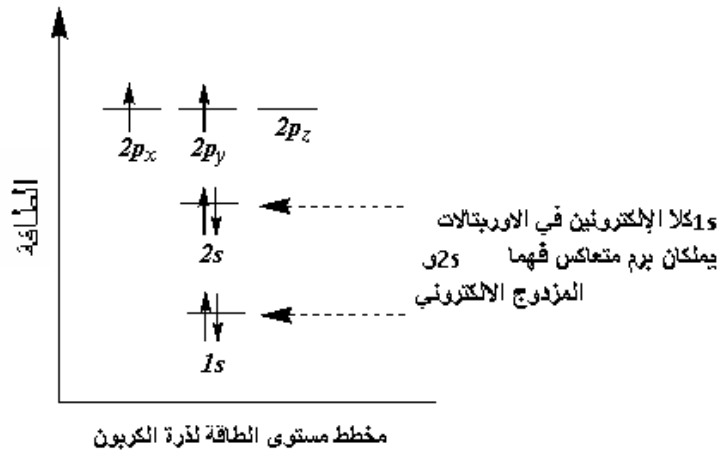 الطاقة
2px 2py 2pz
2s
1s
1sكلا الإلكترونين في الاوربتالات
يملكان برم متعاكس فهما 2sو
المزدوج الالكتروني
مخطط مستوى الطاقة لذرة الكربون